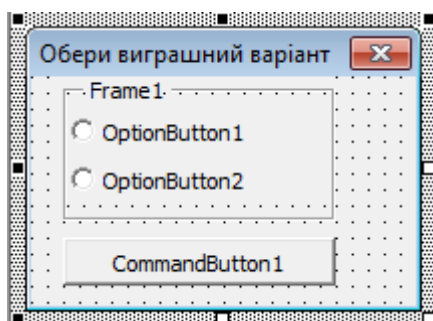 Обери виграшний варіант
Frame1
OptionButton1
OptionButton2
CommandButton1